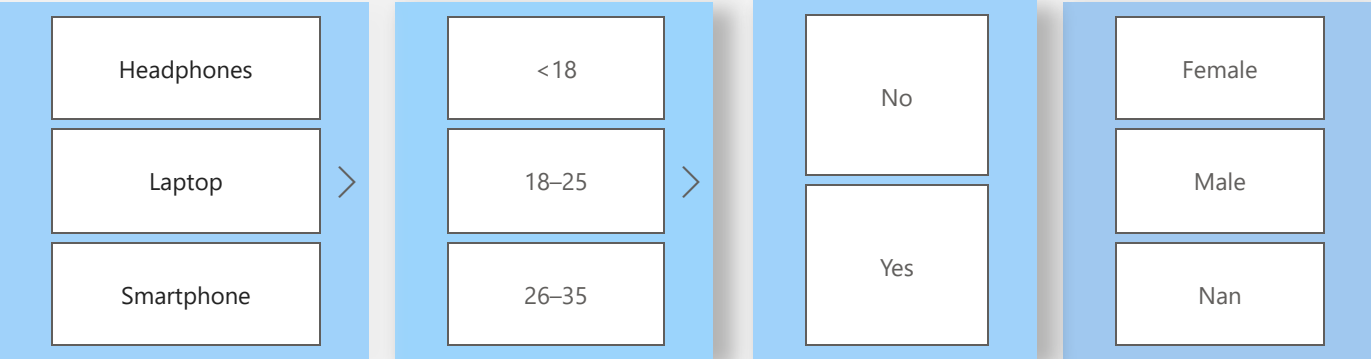 Headphones
Laptop
Smartphone
<18
18–25
26–35
No
Yes
Female
Male
Nan